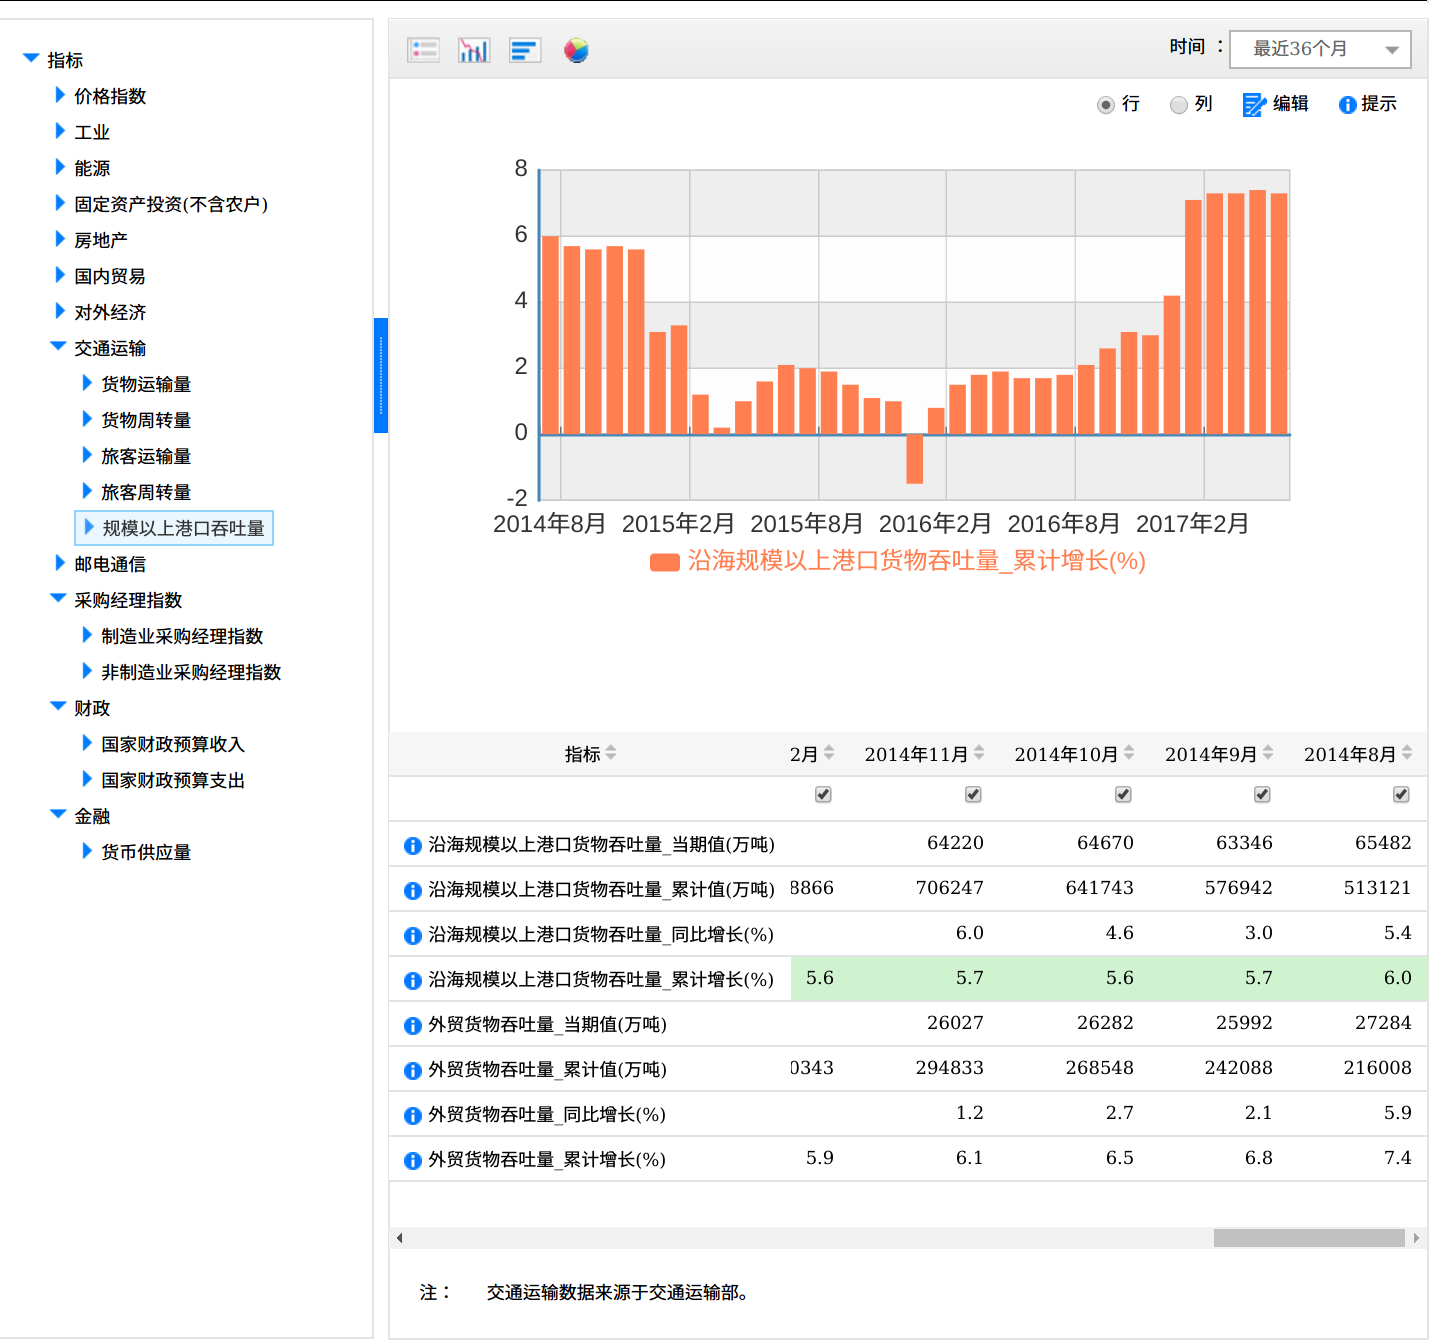 指标
价格指数
工业
能源
固定资产投资(不含农户)
房地产
国内贸易
对外经济
交通运输
货物运输量
货物周转量
旅客运输量
旅客周转量
规模以上港口吞吐量
邮电通信
采购经理指数
制造业采购经理指数
非制造业采购经理指数
财政
国家财政预算收入
国家财政预算支出
金融
货币供应量
时间 ： 最近36个月
行 列 编辑 提示
8
6
4
2
0
-2
2014年8月 2015年2月 2015年8月 2016年2月 2016年8月 2017年2月
沿海规模以上港口货物吞吐量_累计增长(%)
指标 2月 2014年11月 2014年10月 2014年9月 2014年8月
沿海规模以上港口货物吞吐量_当期值(万吨) 64220 64670 63346 65482
沿海规模以上港口货物吞吐量_累计值(万吨) 8866 706247 641743 576942 513121
沿海规模以上港口货物吞吐量_同比增长(%) 6.0 4.6 3.0 5.4
沿海规模以上港口货物吞吐量_累计增长(%) 5.6 5.7 5.6 5.7 6.0
外贸货物吞吐量_当期值(万吨) 26027 26282 25992 27284
外贸货物吞吐量_累计值(万吨) 0343 294833 268548 242088 216008
外贸货物吞吐量_同比增长(%) 1.2 2.7 2.1 5.9
外贸货物吞吐量_累计增长(%) 5.9 6.1 6.5 6.8 7.4
注： 交通运输数据来源于交通运输部。